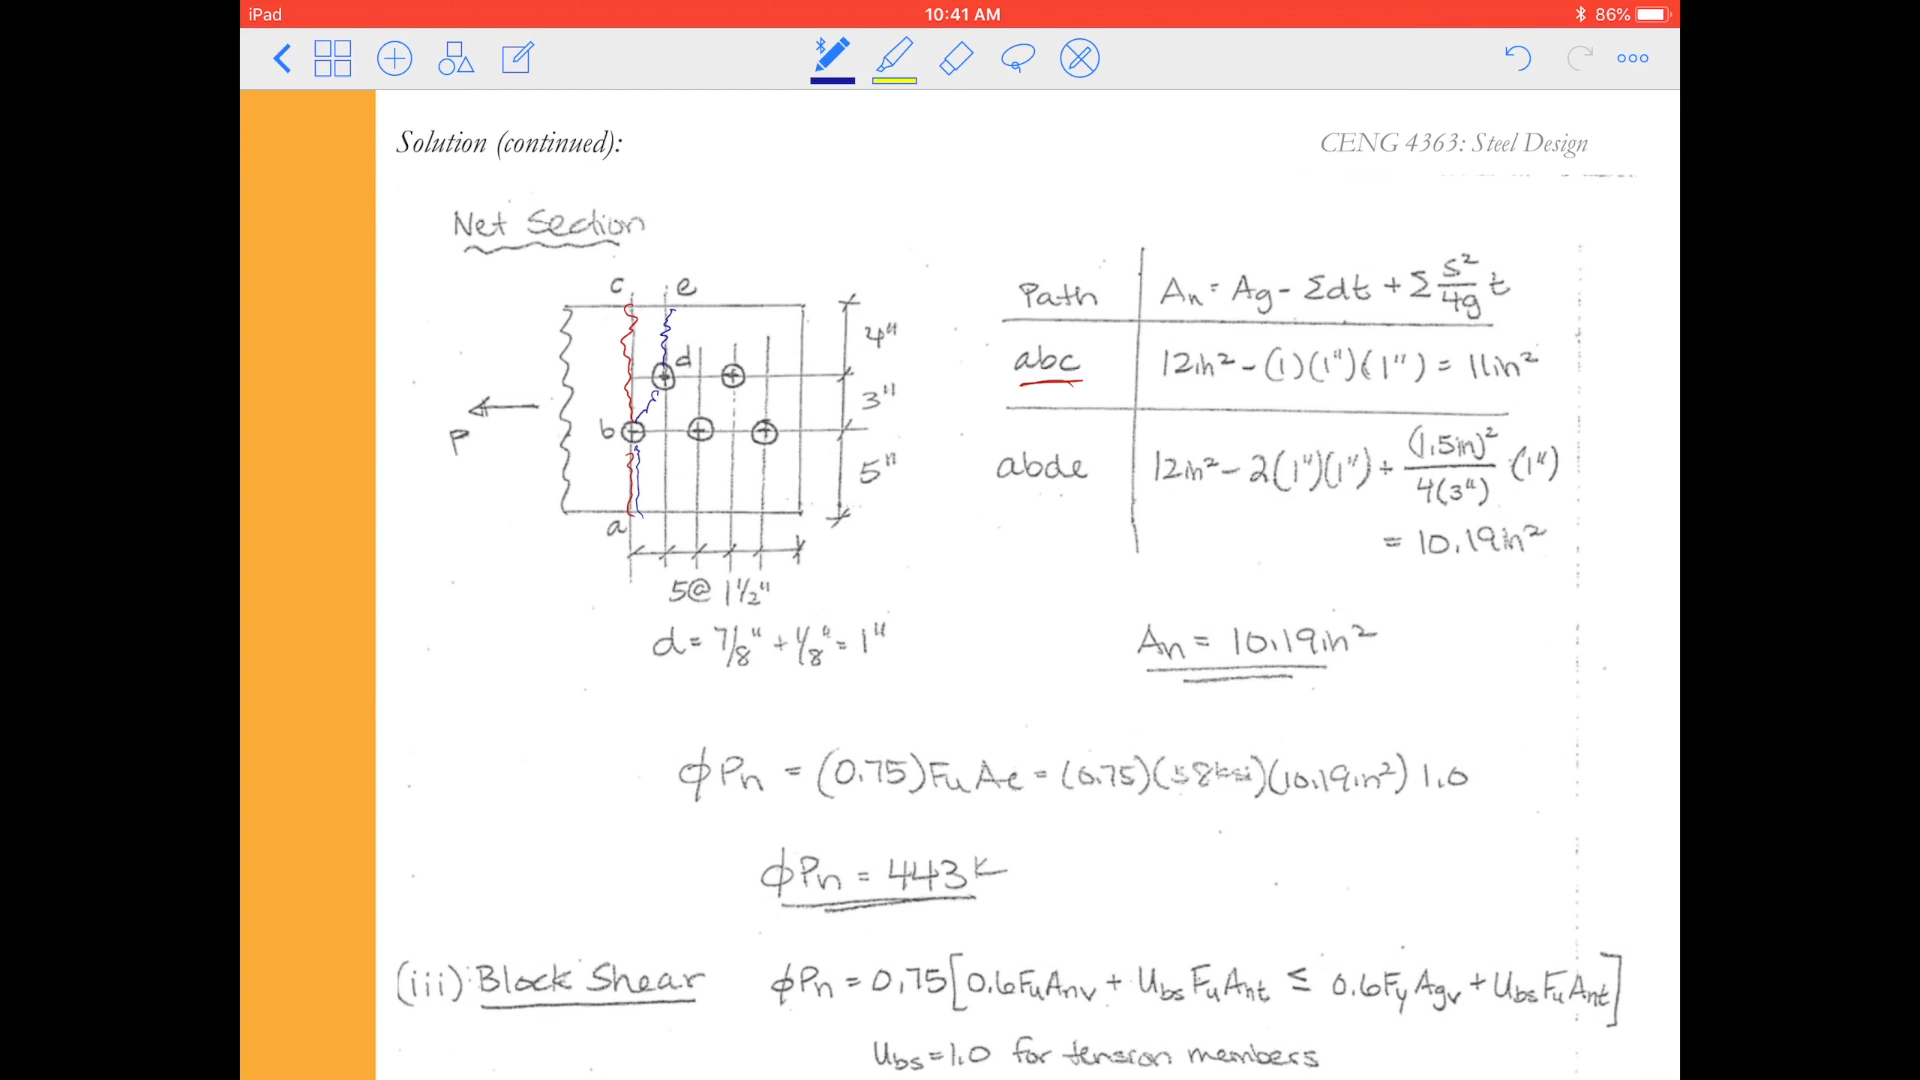 iPad
10:41 AM
86%
Solution (continued):
CENG 4363: Steel Design
Net Section
c e
d
b
a
P
4"
3"
5"
5@ 1 1/2"
d = 7/8" + 1/8" = 1"
Path An = Ag - Σdt + Σ s²/4g t
abc 12in² - (1)(1")(1") = 11in²
abde 12in² - 2(1")(1") + (1.5in)²/4(3") (1")
= 10.19in²
An = 10.19in²
ϕPn = (0.75)FuAe = (0.75)(58ksi)(10.19in²) 1.0
ϕPn = 443k
(iii) Block Shear ϕPn = 0.75[0.6FuAnv + UbsFuAnt ≤ 0.6FyAgv + UbsFuAnt]
Ubs = 1.0 for tension members